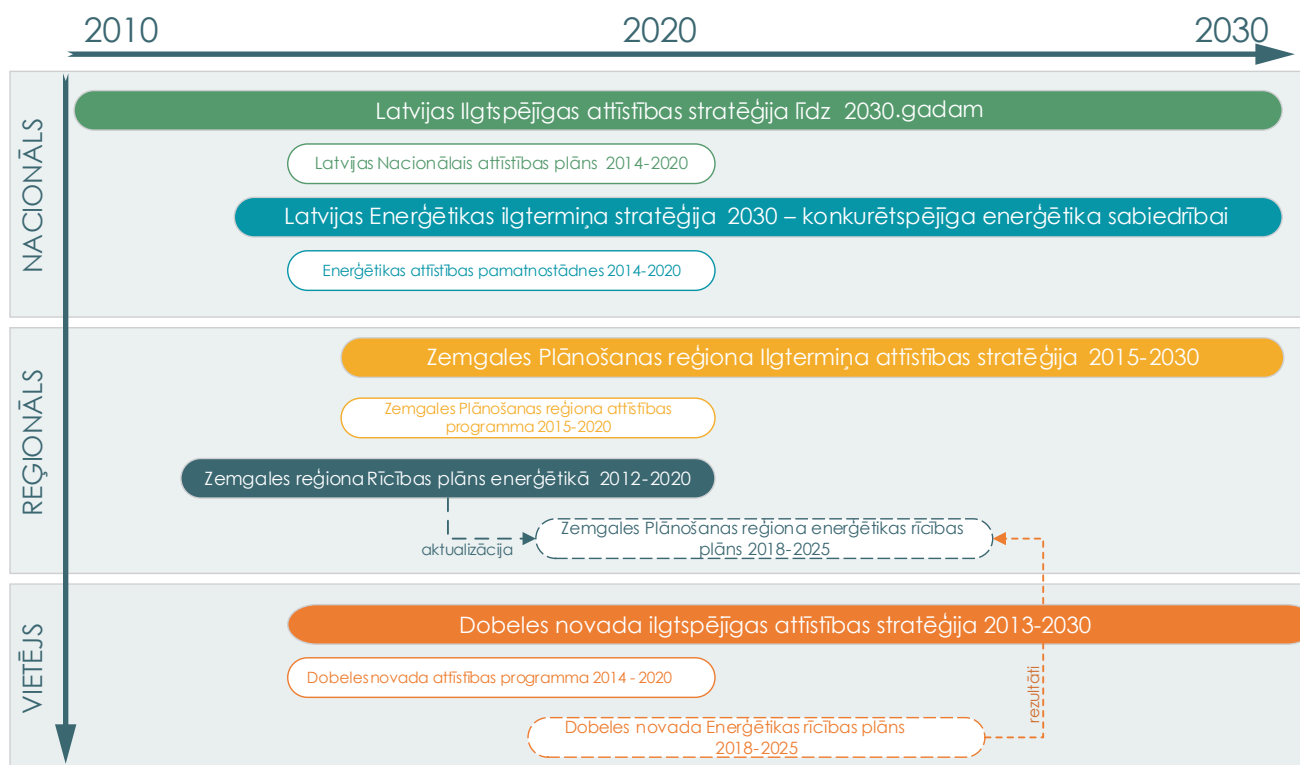 2010 2020 2030
NACIONĀLS
Latvijas Ilgtspējīgas attīstības stratēģija līdz 2030.gadam
Latvijas Nacionālais attīstības plāns 2014-2020
Latvijas Enerģētikas ilgtermiņa stratēģija 2030 – konkurētspējīga enerģētika sabiedrībai
Enerģētikas attīstības pamatnostādnes 2014-2020
REĢIONĀLS
Zemgales Plānošanas reģiona Ilgtermiņa attīstības stratēģija 2015-2030
Zemgales Plānošanas reģiona attīstības
programma 2015-2020
Zemgales reģiona Rīcības plāns enerģētikā 2012-2020
aktualizācija
Zemgales Plānošanas reģiona enerģētikas rīcības
plāns 2018-2025
VIETĒJS
Dobeles novada ilgtspējīgas attīstības stratēģija 2013-2030
Dobeles novada attīstības programma 2014 - 2020
rezultāti
Dobeles novada Enerģētikas rīcības plāns
2018-2025